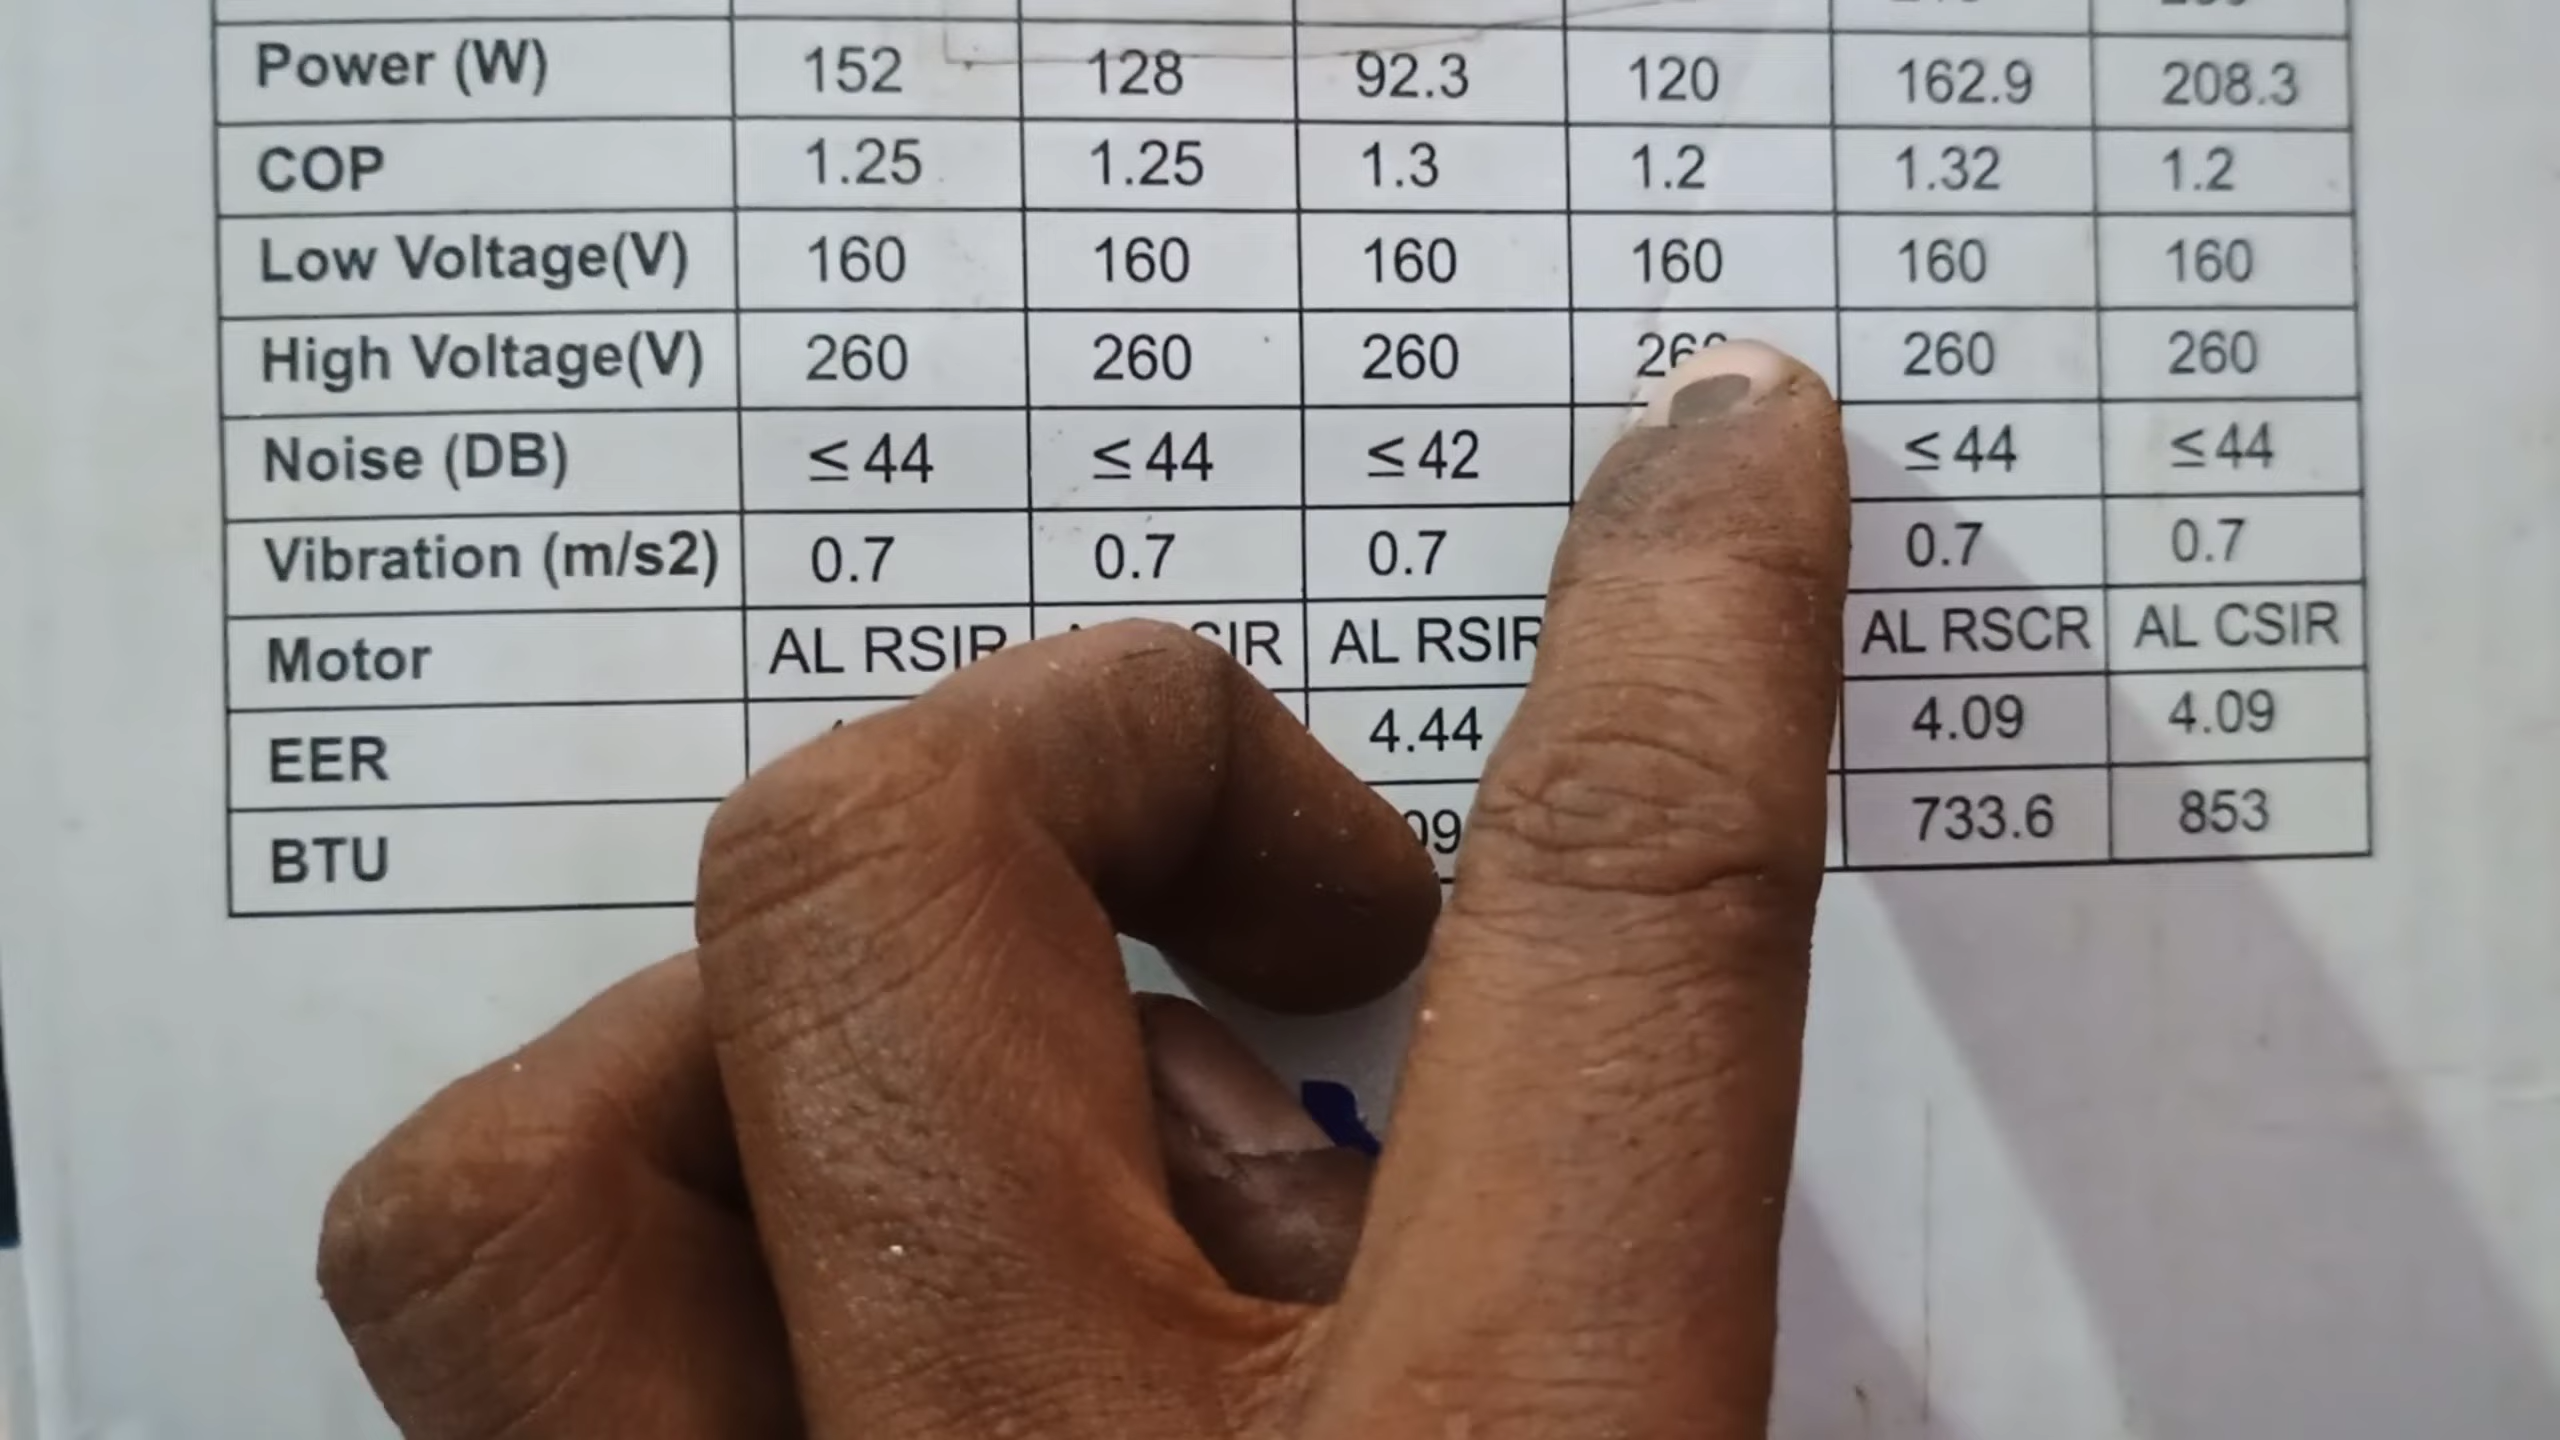 Power (W) 152 128 92.3 120 162.9 208.3
COP 1.25 1.25 1.3 1.2 1.32 1.2
Low Voltage(V) 160 160 160 160 160 160
High Voltage(V) 260 260 260 260 260
Noise (DB) ≤44 ≤44 ≤42 ≤44 ≤44
Vibration (m/s2) 0.7 0.7 0.7 0.7 0.7
Motor AL RSIR AL RSIR AL RSCR AL CSIR
EER 4.44 4.09 4.09
BTU 733.6 853